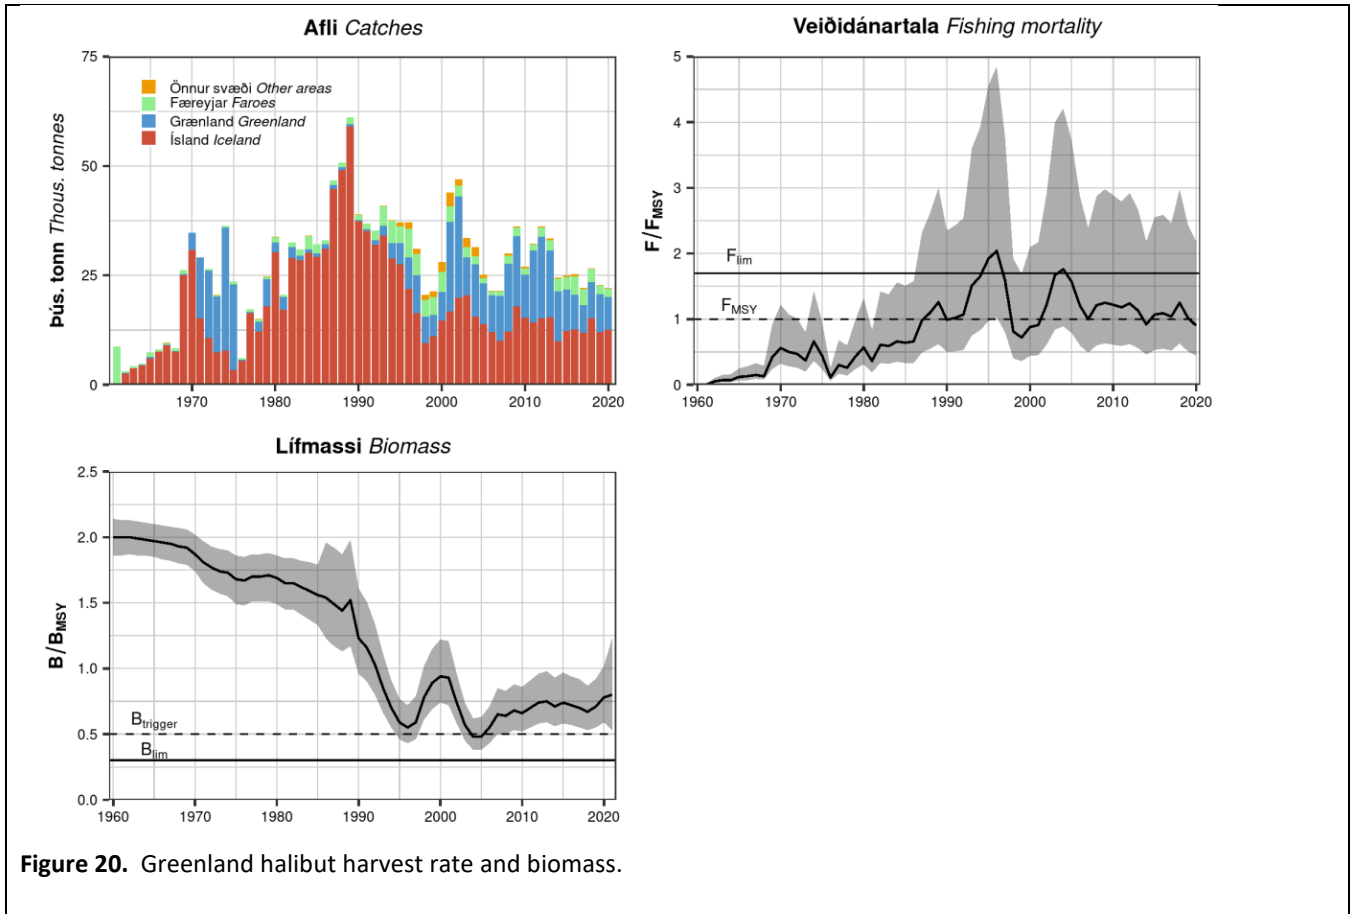 Afli Catches
75
50
25
0
Þús. tonn Thous. tonnes
Önnur svæði Other areas
Færeyjar Faroes
Grænland Greenland
Ísland Iceland
1970 1980 1990 2000 2010 2020
Veiðidánartala Fishing mortality
5
4
3
2
1
0
F/FMSY
Flim
FMSY
1960 1970 1980 1990 2000 2010 2020
Lífmassi Biomass
2.5
2.0
1.5
1.0
0.5
0.0
B/BMSY
Btrigger
Blim
1960 1970 1980 1990 2000 2010 2020
Figure 20. Greenland halibut harvest rate and biomass.